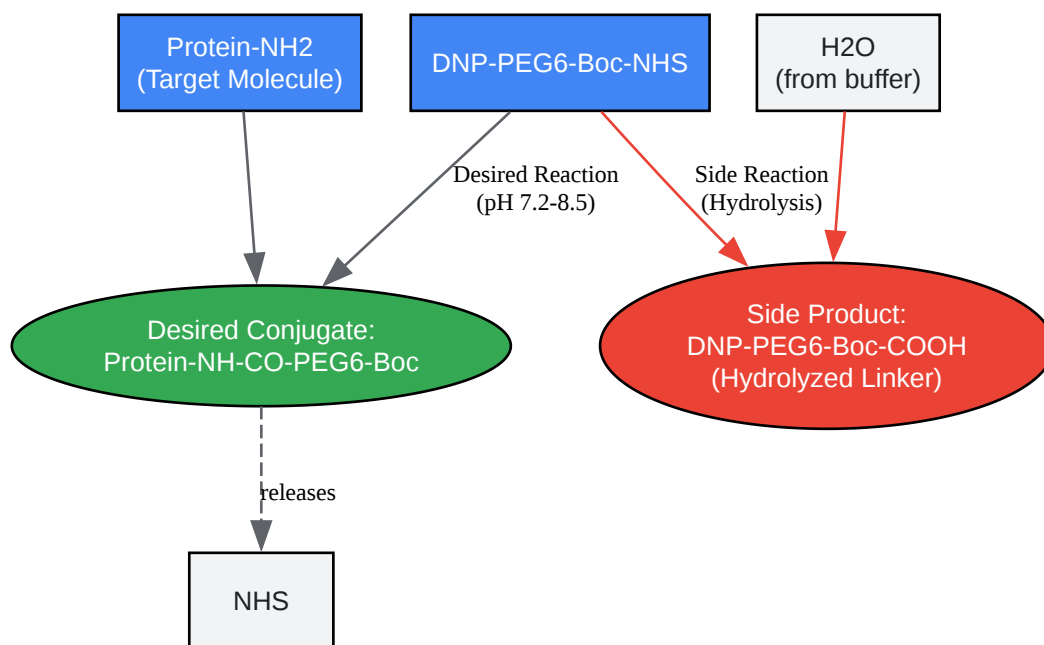 Protein-NH2
(Target Molecule)
DNP-PEG6-Boc-NHS
H2O
(from buffer)
Desired Reaction
(pH 7.2-8.5)
Side Reaction
(Hydrolysis)
Desired Conjugate:
Protein-NH-CO-PEG6-Boc
Side Product:
DNP-PEG6-Boc-COOH
(Hydrolyzed Linker)
releases
NHS